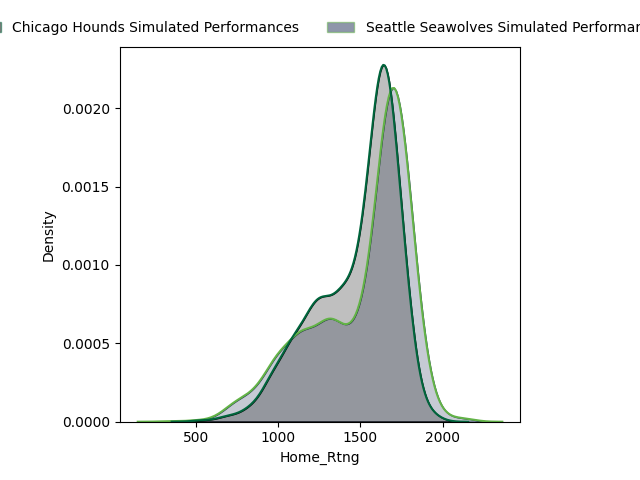 Chicago Hounds Simulated Performances
Seattle Seawolves Simulated
0.0020
0.0015
0.0010
0.0005
0.0000
Density
500
1000
1500
2000
Home_Rtng